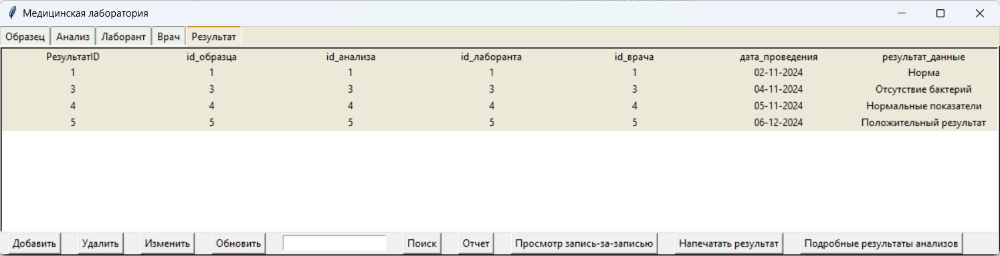 Медицинская лаборатория
Образец Анализ Лаборант Врач Результат
РезультатID id_образца id_анализа id_лаборанта id_врача дата_проведения результат_данные
1 1 1 1 1 02-11-2024 Норма
3 3 3 3 3 04-11-2024 Отсутствие бактерий
4 4 4 4 4 05-11-2024 Нормальные показатели
5 5 5 5 5 06-12-2024 Положительный результат
Добавить Удалить Изменить Обновить Поиск Отчет Просмотр запись-за-записью Напечатать результат Подробные результаты анализов